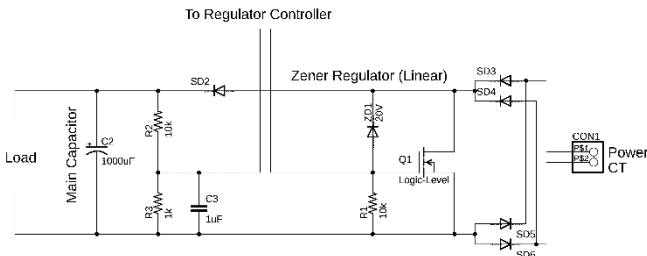 To Regulator Controller
Zener Regulator (Linear)
SD2
SD3
SD4
ZD1
20V
R2
10k
Main Capacitor
C2
1000uF
Load
Q1
Logic-Level
CON1
P$1
P$2
Power
CT
R3
1k
C3
1uF
R1
10k
SD5
SD6